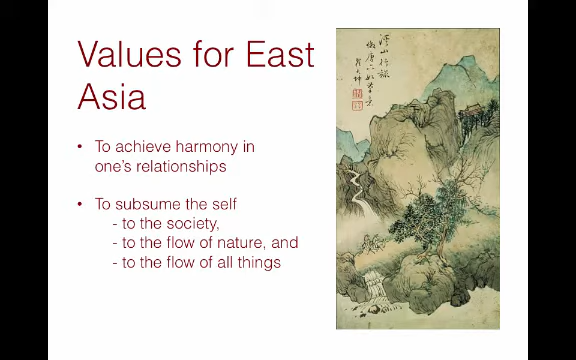 Values for East
Asia
• To achieve harmony in
one's relationships
• To subsume the self
- to the society,
- to the flow of nature, and
- to the flow of all things